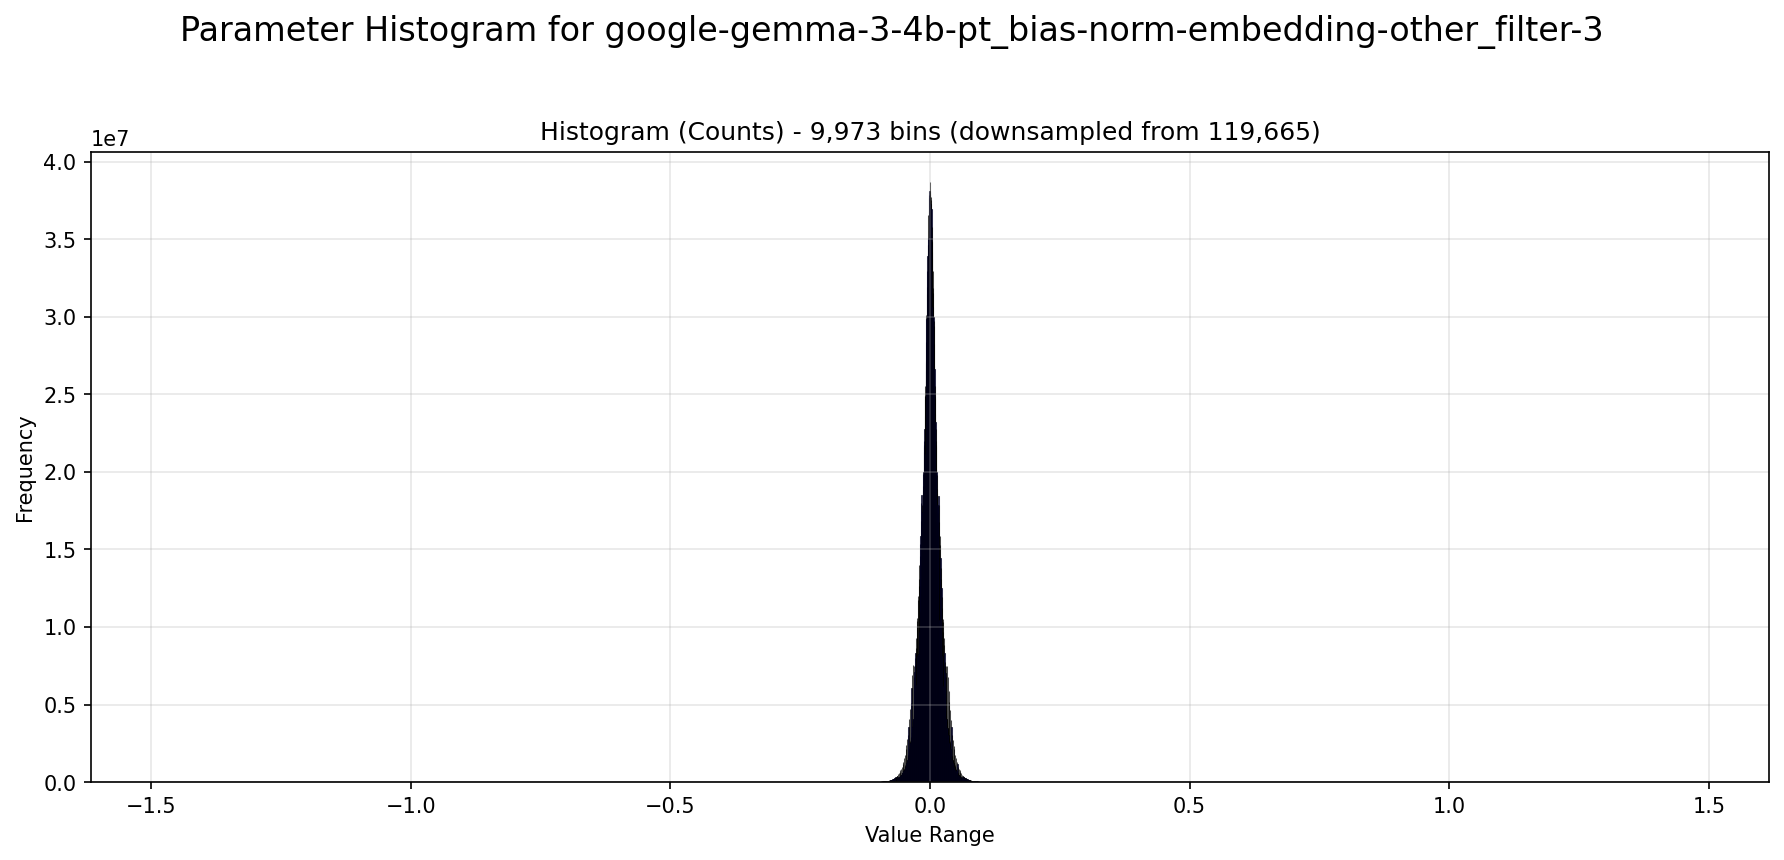 Parameter Histogram for google-gemma-3-4b-pt_bias-norm-embedding-other_filter-3
Histogram (Counts) - 9,973 bins (downsampled from 119,665)
1e7
4.0
3.5
3.0
2.5
2.0
1.5
1.0
0.5
0.0
Frequency
−1.5 −1.0 −0.5 0.0 0.5 1.0 1.5
Value Range